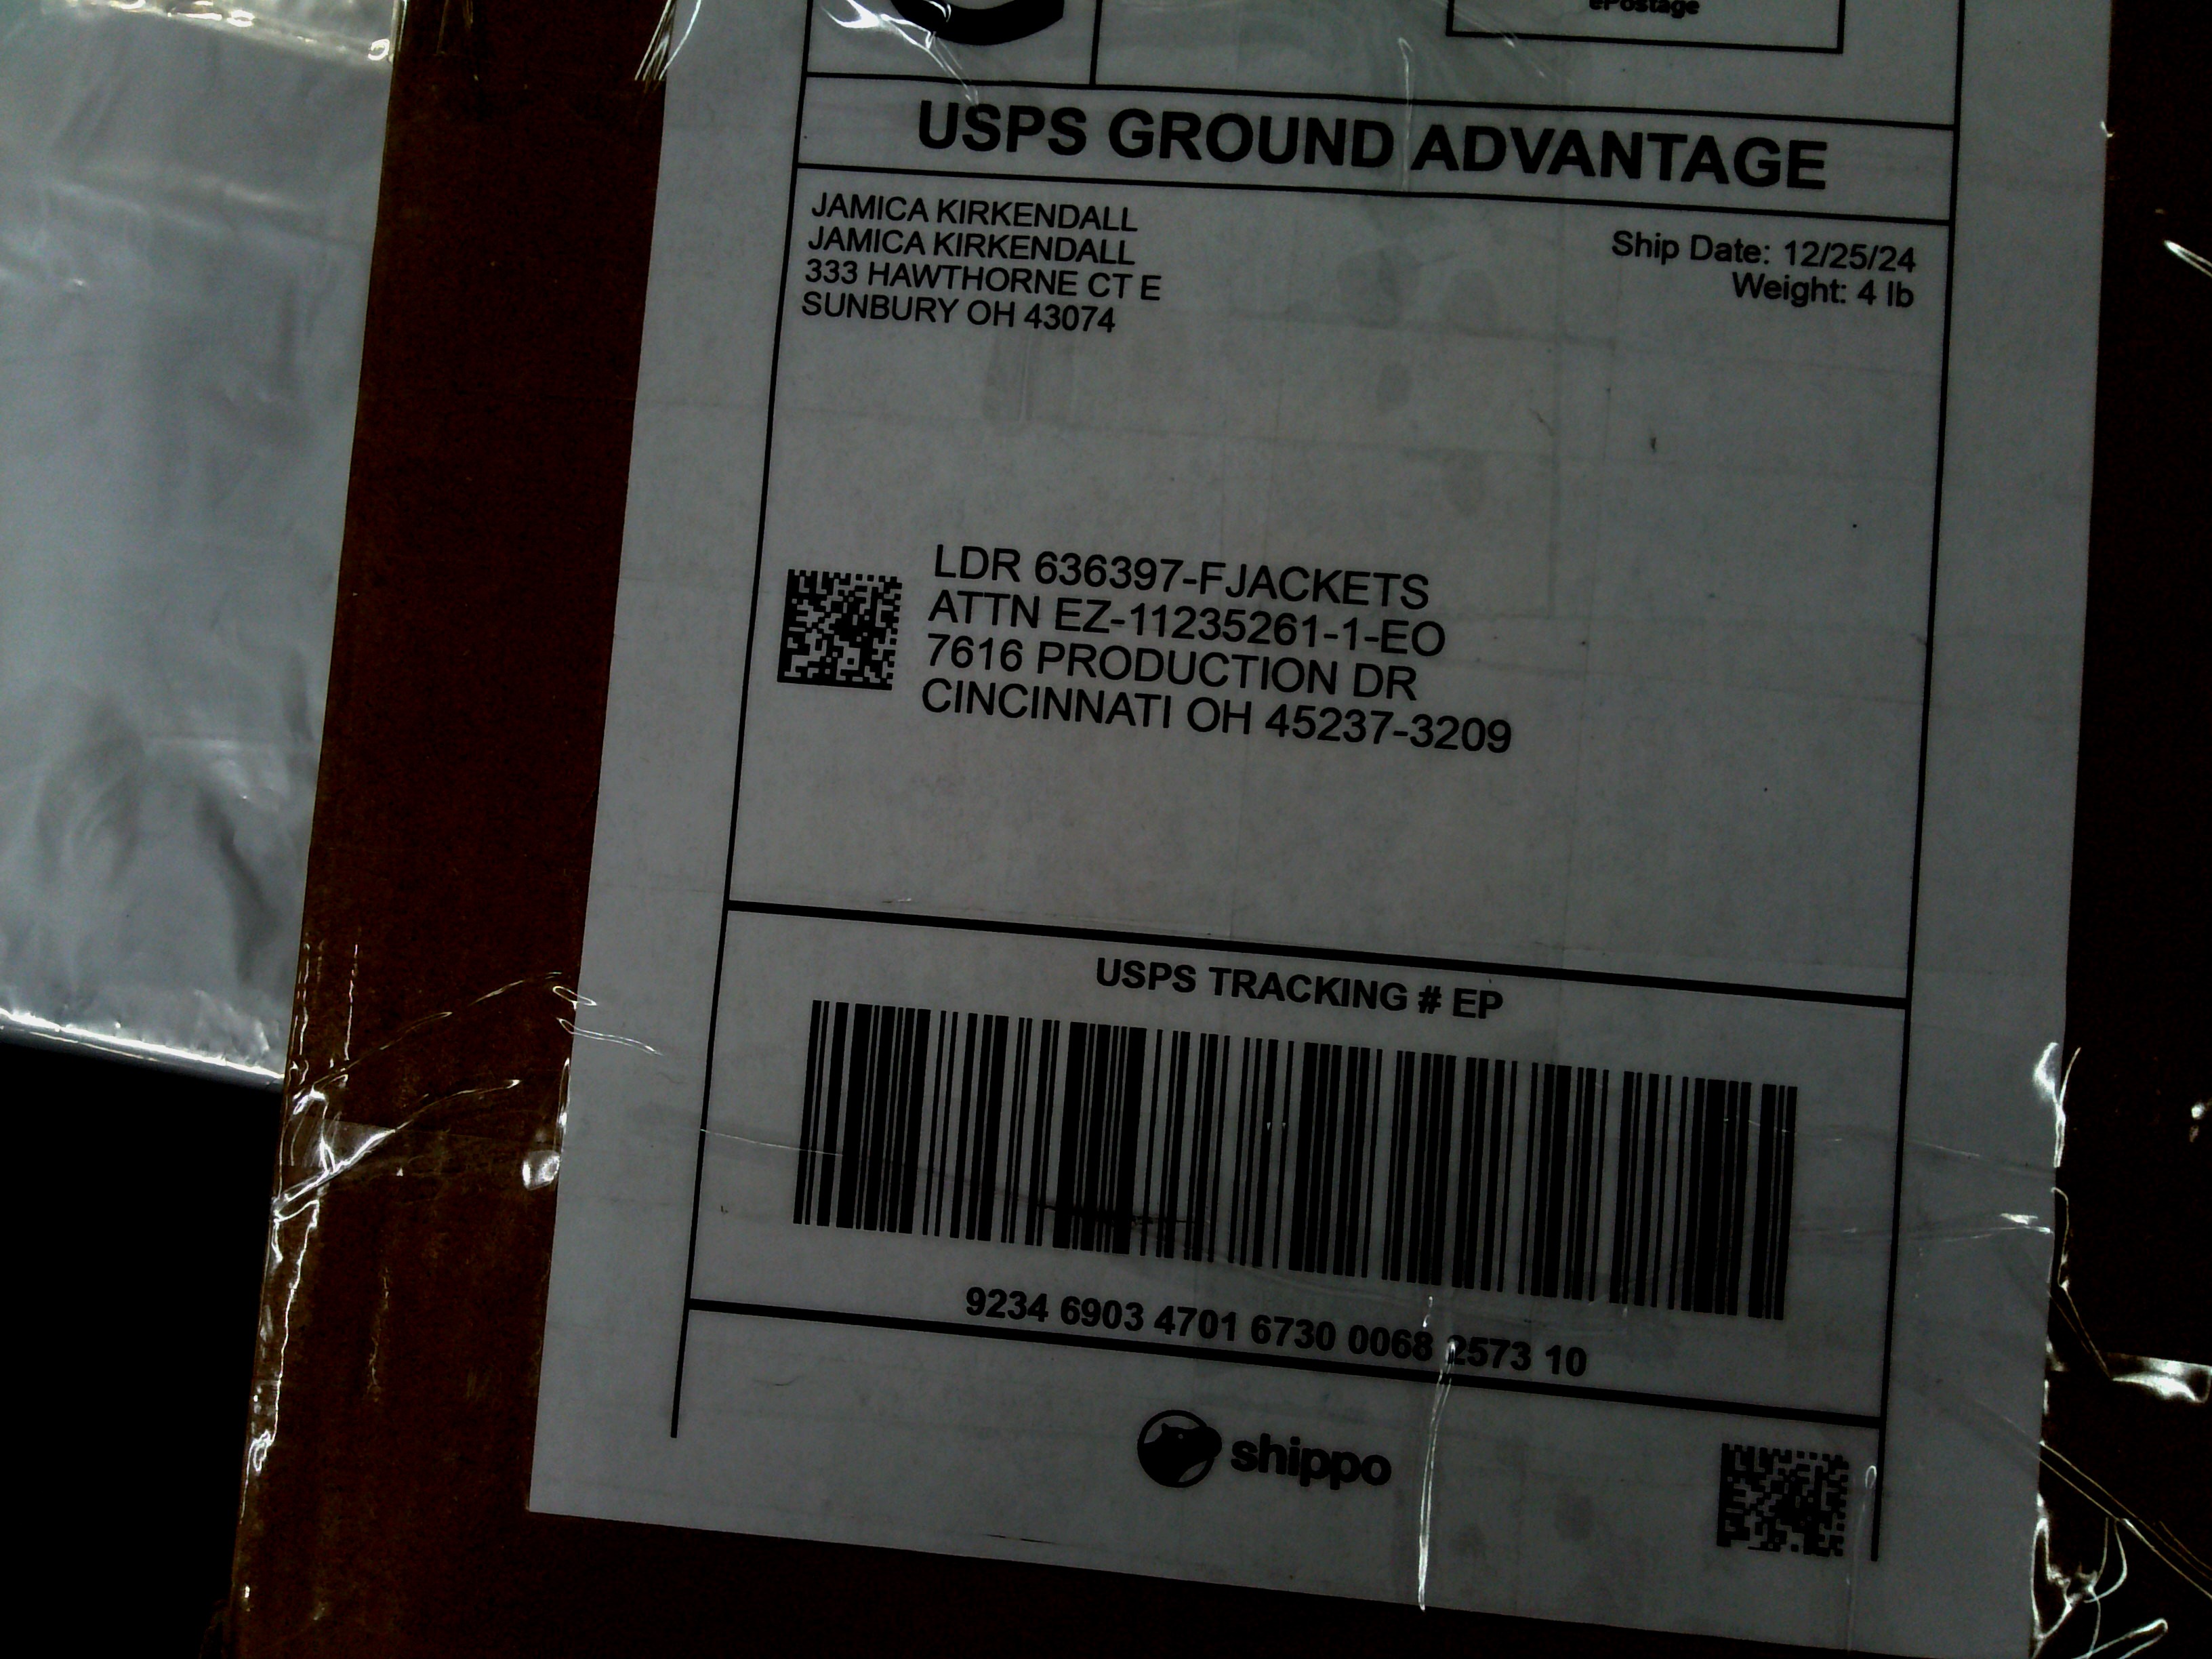 ePostage
USPS GROUND ADVANTAGE
JAMICA KIRKENDALL
JAMICA KIRKENDALL
333 HAWTHORNE CT E
SUNBURY OH 43074
Ship Date: 12/25/24
Weight: 4 lb
LDR 636397-FJACKETS
ATTN EZ-11235261-1-EO
7616 PRODUCTION DR
CINCINNATI OH 45237-3209
USPS TRACKING # EP
9234 6903 4701 6730 0068 2573 10
shippo